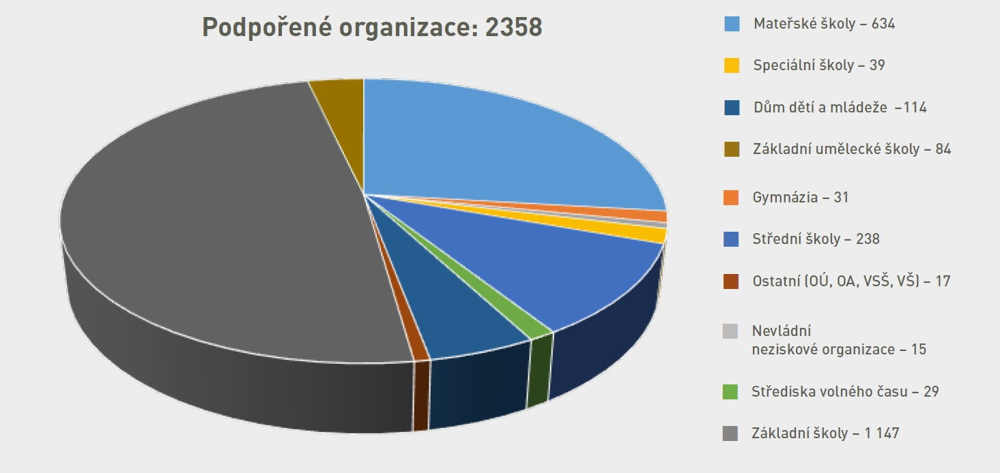 Podpořené organizace: 2358
Mateřské školy – 634
Speciální školy – 39
Dům dětí a mládeže –114
Základní umělecké školy – 84
Gymnázia – 31
Střední školy – 238
Ostatní (OÚ, OA, VSŠ, VŠ) – 17
Nevládní
neziskové organizace – 15
Střediska volného času – 29
Základní školy – 1 147